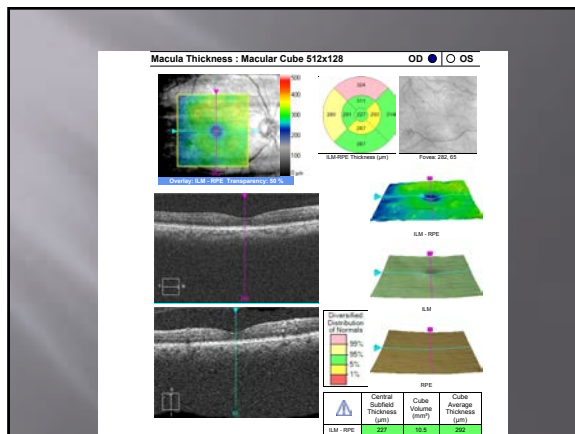 Macula Thickness : Macular Cube 512x128
OD OS
500
400
300
200
100
0 µm
Overlay: ILM - RPE Transparency: 50 %
ILM-RPE Thickness (µm)
Fovea: 282, 65
ILM - RPE
ILM
RPE
Diversified
Distribution
of Normals
99%
95%
5%
1%
Central Subfield Thickness (µm)
Cube Volume (mm³)
Cube Average Thickness (µm)
ILM - RPE 227 10.5 292